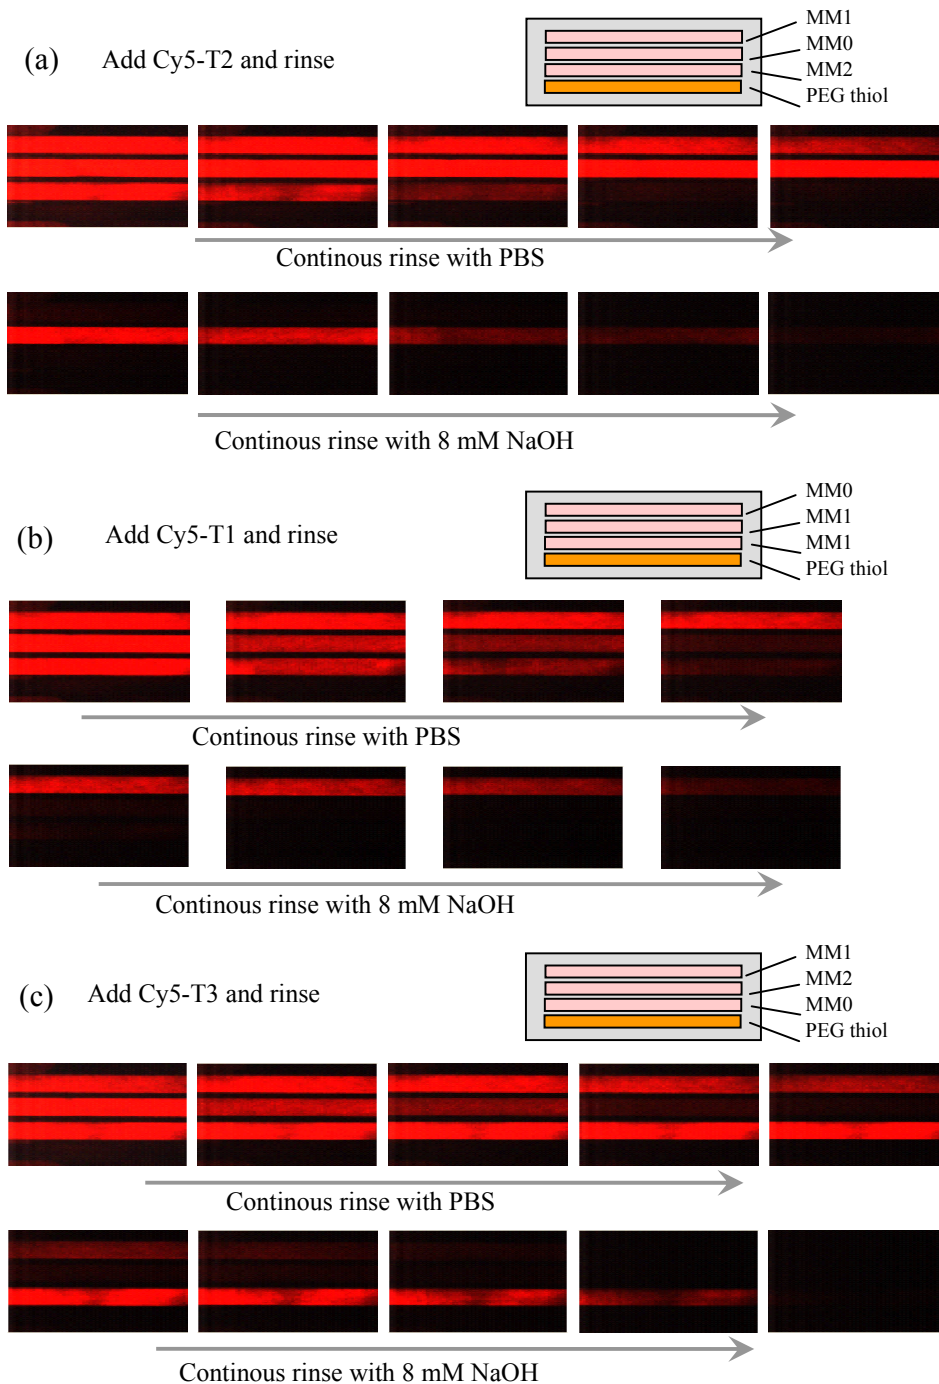 (a)
Add Cy5-T2 and rinse
MM1
MM0
MM2
PEG thiol
Continous rinse with PBS
Continous rinse with 8 mM NaOH
(b)
Add Cy5-T1 and rinse
MM0
MM1
MM1
PEG thiol
Continous rinse with PBS
Continous rinse with 8 mM NaOH
(c)
Add Cy5-T3 and rinse
MM1
MM2
MM0
PEG thiol
Continous rinse with PBS
Continous rinse with 8 mM NaOH